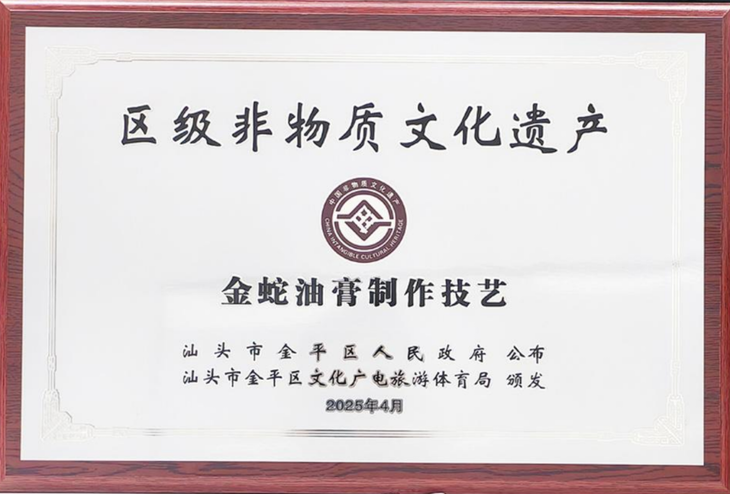 区级非物质文化遗产
中国非物质文化遗产
CHINA INTANGIBLE CULTURAL HERITAGE
金蛇油膏制作技艺
汕头市金平区人民政府 公布
汕头市金平区文化广电旅游体育局 颁发
2025年4月